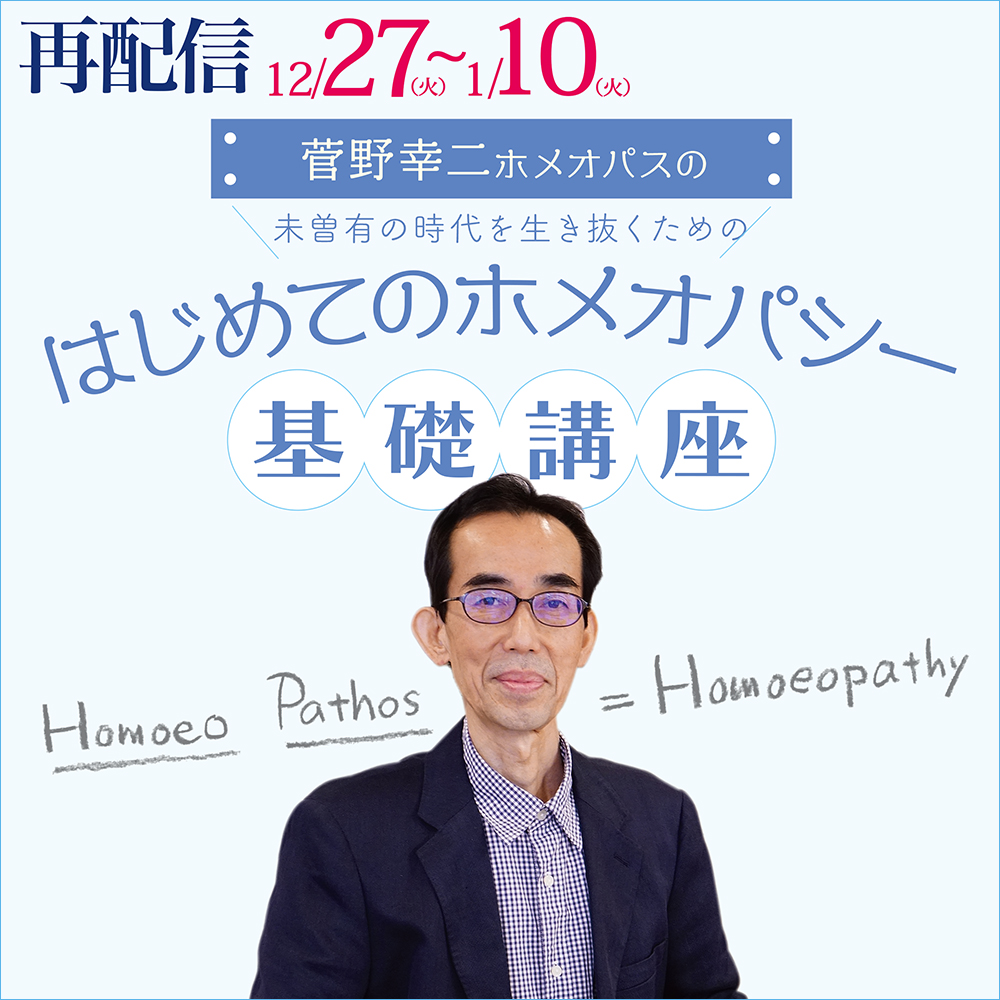 再配信 12/27(火)～1/10(火)
菅野幸二ホメオパスの
未曽有の時代を生き抜くための
はじめてのホメオパシー
基礎講座
Homoeo Pathos = Homoeopathy